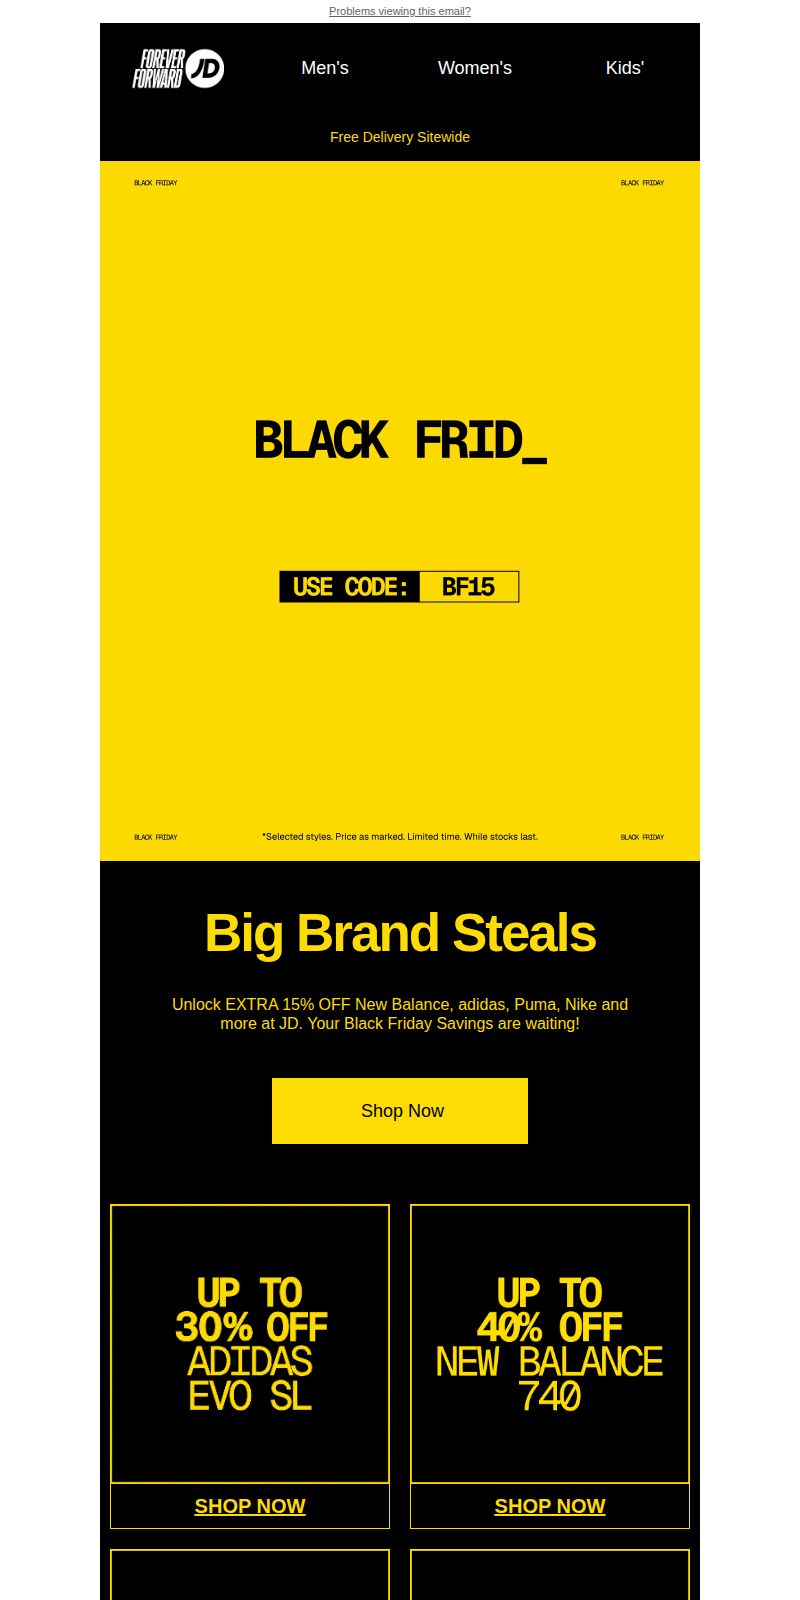 Problems viewing this email?
FOREVER
FORWARD JD
Men's Women's Kids'
Free Delivery Sitewide
BLACK FRIDAY BLACK FRIDAY
BLACK FRID_
USE CODE: BF15
BLACK FRIDAY *Selected styles. Price as marked. Limited time. While stocks last. BLACK FRIDAY
Big Brand Steals
Unlock EXTRA 15% OFF New Balance, adidas, Puma, Nike and
more at JD. Your Black Friday Savings are waiting!
Shop Now
UP TO
30% OFF
ADIDAS
EVO SL
SHOP NOW
UP TO
40% OFF
NEW BALANCE
740
SHOP NOW